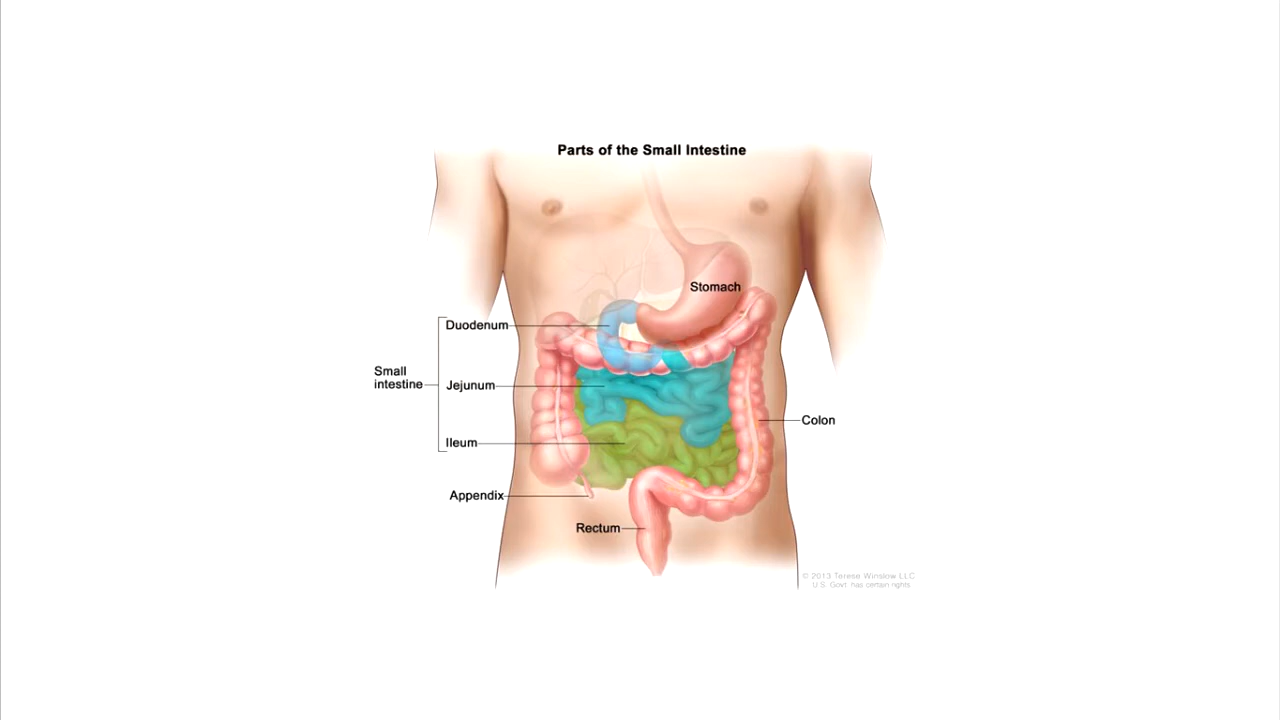 Parts of the Small Intestine
Stomach
Duodenum
Small
intestine
Jejunum
Colon
Ileum
Appendix
Rectum
© 2013 Terese Winslow LLC
U.S. Govt. has certain rights